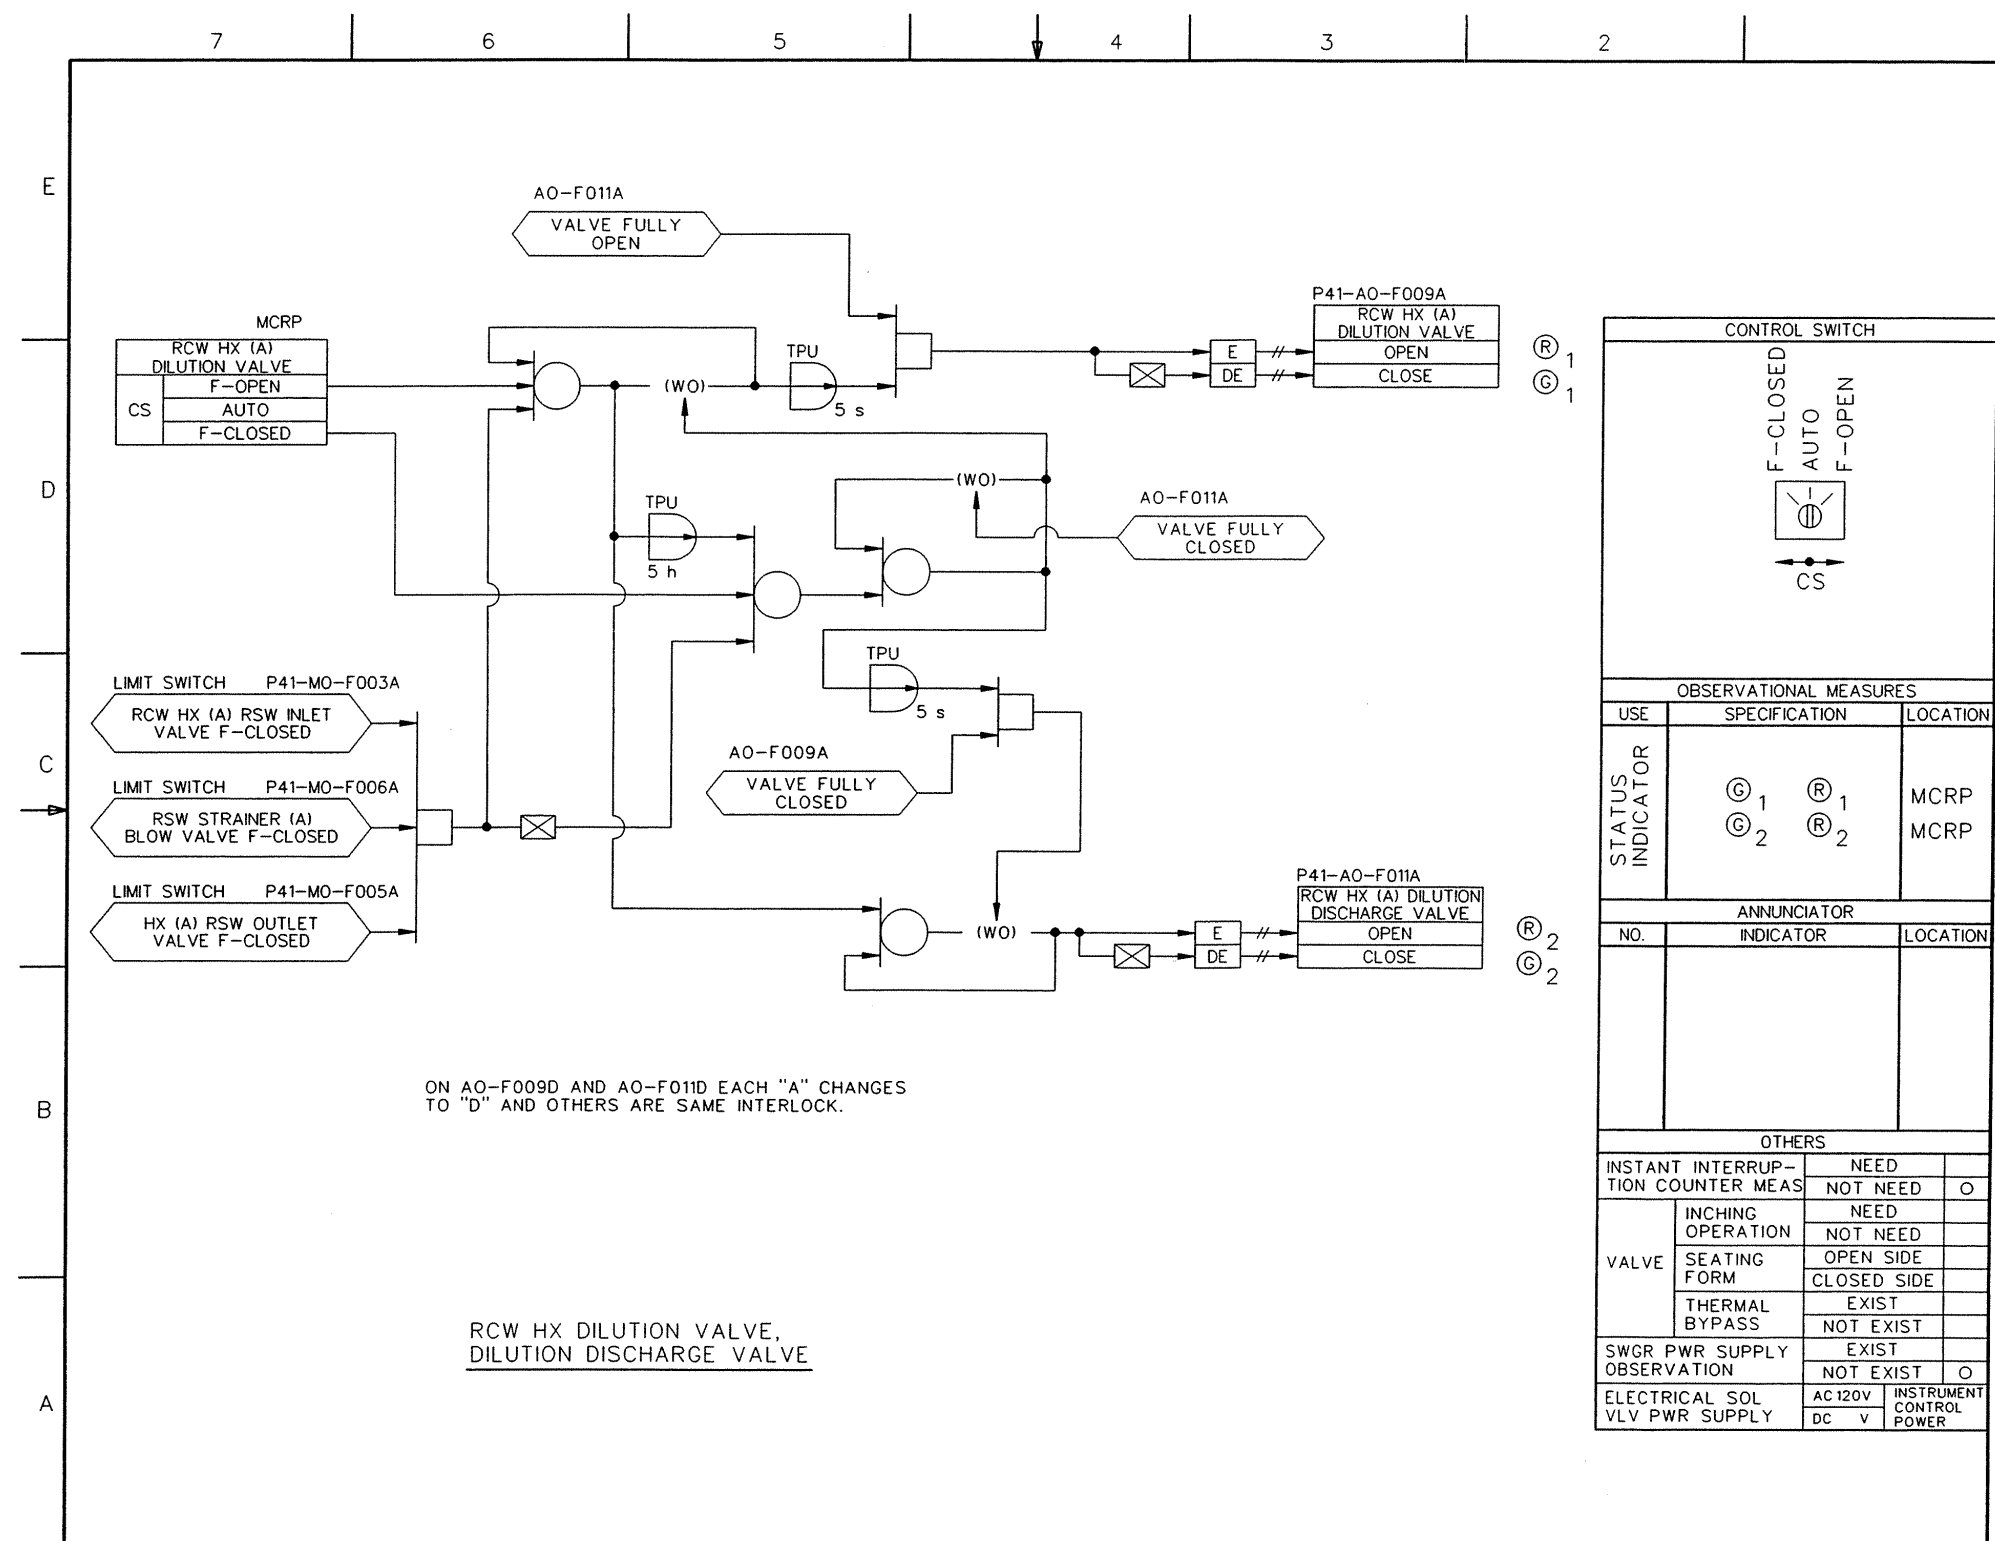 7 6 5 4 3 2
E
D
C
B
A
AO-F011A
VALVE FULLY
OPEN
MCRP
RCW HX (A)
DILUTION VALVE
CS
F-OPEN
AUTO
F-CLOSED
(WO)
TPU
5 s
P41-AO-F009A
RCW HX (A)
DILUTION VALVE
E
OPEN
DE
CLOSE
R 1
G 1
(WO)
AO-F011A
VALVE FULLY
CLOSED
TPU
5 h
TPU
5 s
LIMIT SWITCH P41-MO-F003A
RCW HX (A) RSW INLET
VALVE F-CLOSED
LIMIT SWITCH P41-MO-F006A
RSW STRAINER (A)
BLOW VALVE F-CLOSED
LIMIT SWITCH P41-MO-F005A
HX (A) RSW OUTLET
VALVE F-CLOSED
AO-F009A
VALVE FULLY
CLOSED
(WO)
P41-AO-F011A
RCW HX (A) DILUTION
DISCHARGE VALVE
E
OPEN
DE
CLOSE
R 2
G 2
ON AO-F009D AND AO-F011D EACH "A" CHANGES
TO "D" AND OTHERS ARE SAME INTERLOCK.
RCW HX DILUTION VALVE,
DILUTION DISCHARGE VALVE
CONTROL SWITCH
F-CLOSED
AUTO
F-OPEN
CS
OBSERVATIONAL MEASURES
USE SPECIFICATION LOCATION
STATUS
INDICATOR
G 1 R 1 MCRP
G 2 R 2 MCRP
ANNUNCIATOR
NO. INDICATOR LOCATION
OTHERS
INSTANT INTERRUP-
TION COUNTER MEAS
NEED
NOT NEED O
VALVE
INCHING
OPERATION
NEED
NOT NEED
SEATING
FORM
OPEN SIDE
CLOSED SIDE
THERMAL
BYPASS
EXIST
NOT EXIST
SWGR PWR SUPPLY
OBSERVATION
EXIST
NOT EXIST O
ELECTRICAL SOL
VLV PWR SUPPLY
AC 120V
DC V
INSTRUMENT
CONTROL
POWER